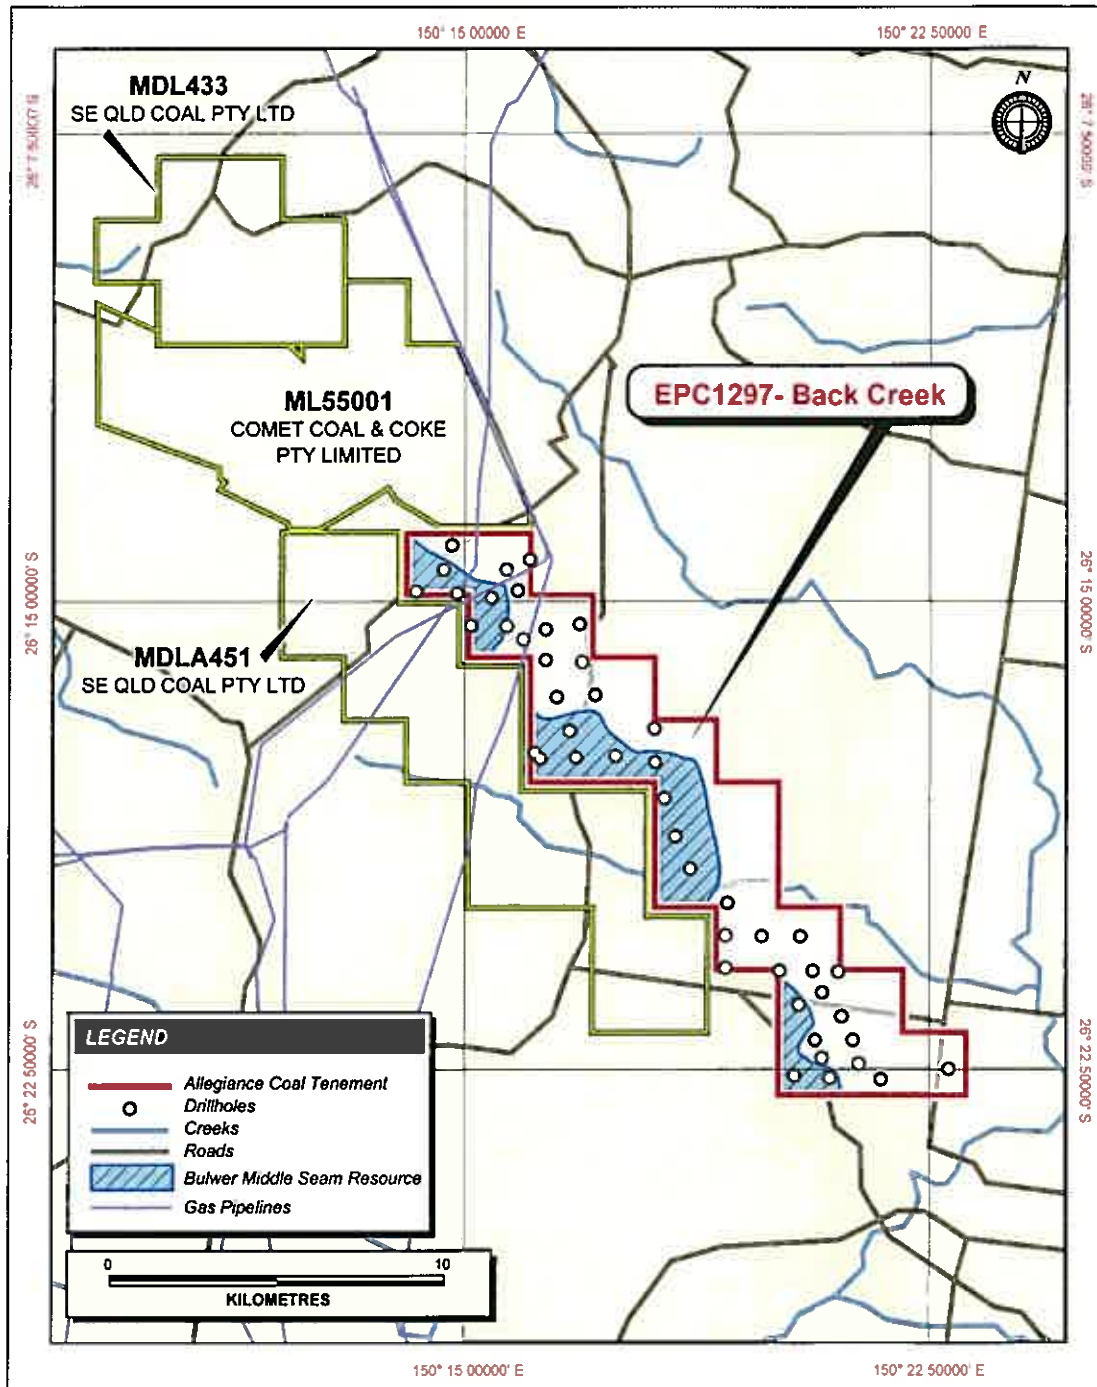 150° 15 00000' E
150° 22 50000' E
MDL433
SE QLD COAL PTY LTD
N
26° 7 50000' S
26° 7 50000' S
ML55001
COMET COAL & COKE
PTY LIMITED
EPC1297- Back Creek
26° 15 00000' S
26° 15 00000' S
MDLA451
SE QLD COAL PTY LTD
LEGEND
Allegiance Coal Tenement
Drillholes
Creeks
Roads
Bulwer Middle Seam Resource
Gas Pipelines
26° 22 50000' S
26° 22.50000' S
0
10
KILOMETRES
150° 15 00000' E
150° 22 50000' E